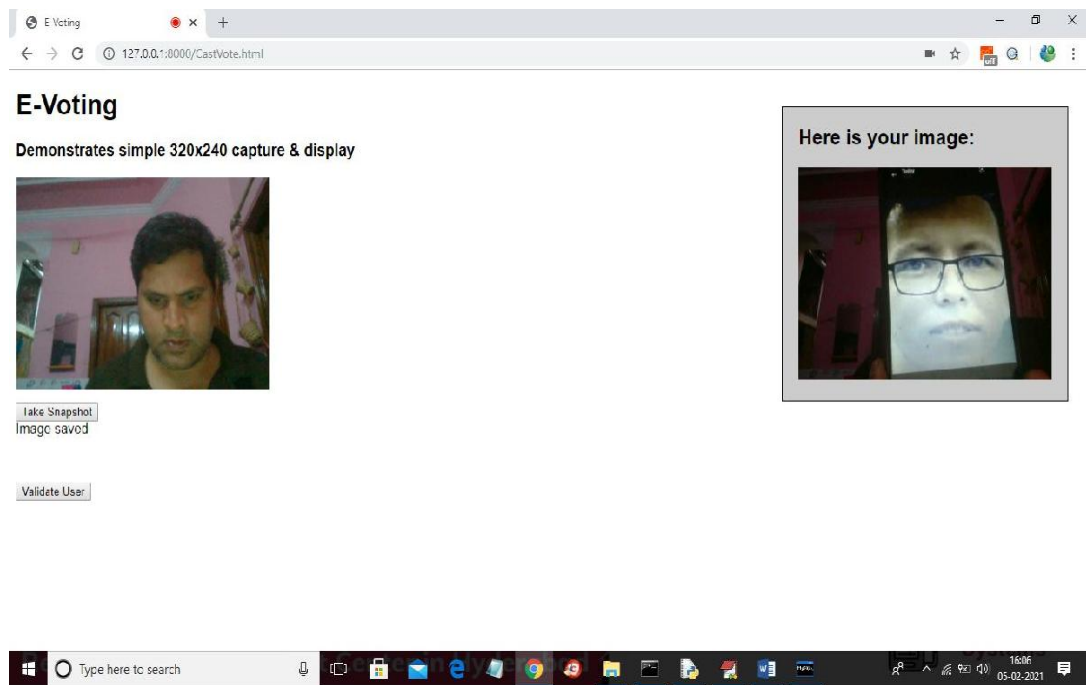 E Voting
127.0.0.1:8000/CastVote.html
off
E-Voting
Demonstrates simple 320x240 capture & display
Here is your image:
Take Snapshot
Image saved
Validate User
Type here to search
16:06
05-02-2021